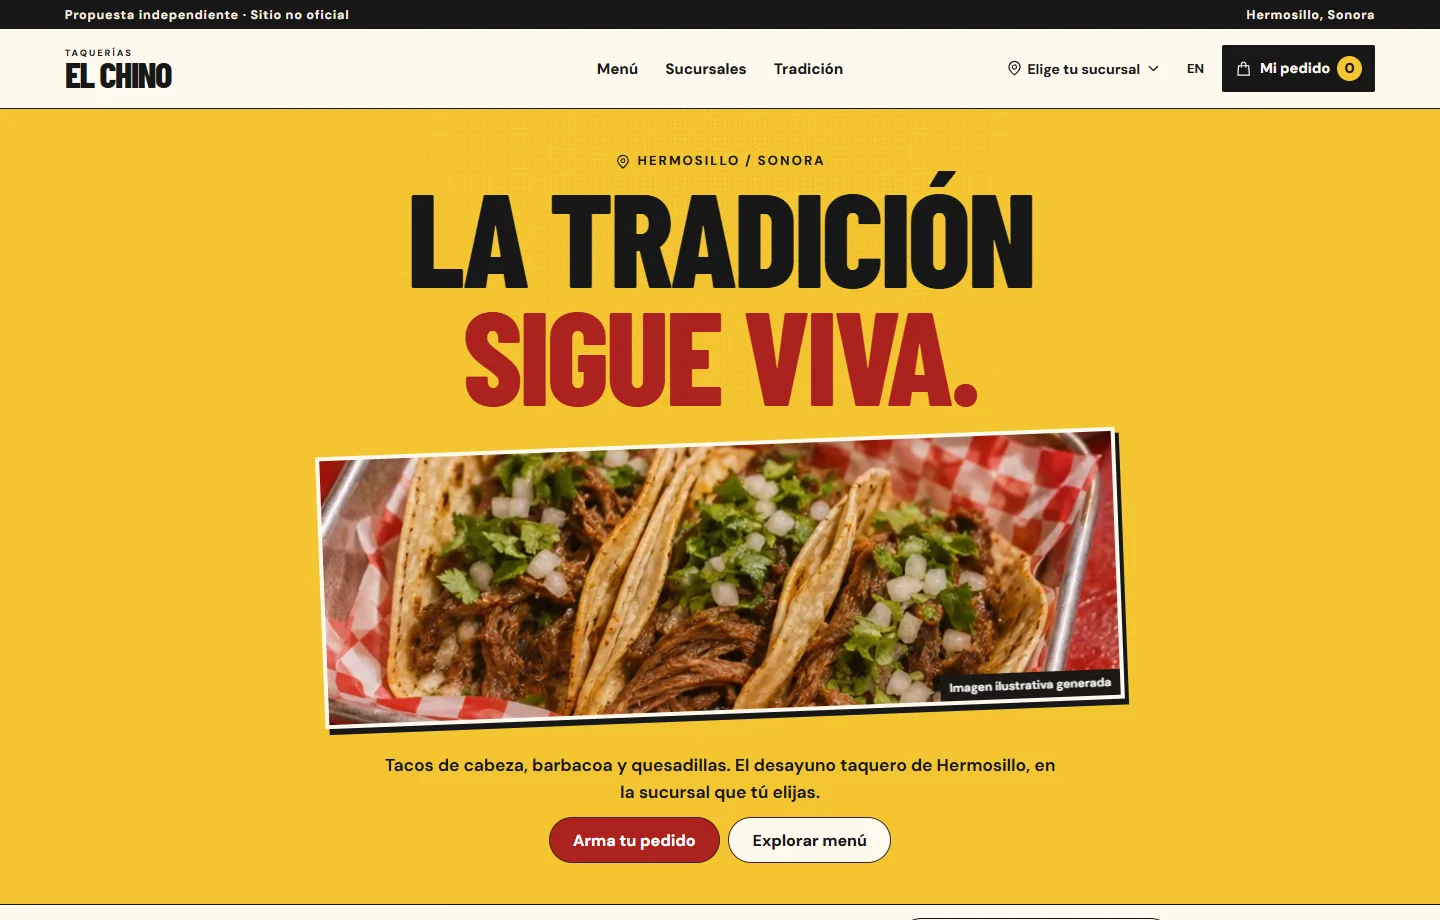 Propuesta independiente · Sitio no oficial
Hermosillo, Sonora
TAQUERÍAS
EL CHINO
Menú
Sucursales
Tradición
Elige tu sucursal
EN
Mi pedido 0
HERMOSILLO / SONORA
LA TRADICIÓN
SIGUE VIVA.
Imagen ilustrativa generada
Tacos de cabeza, barbacoa y quesadillas. El desayuno taquero de Hermosillo, en
la sucursal que tú elijas.
Arma tu pedido
Explorar menú